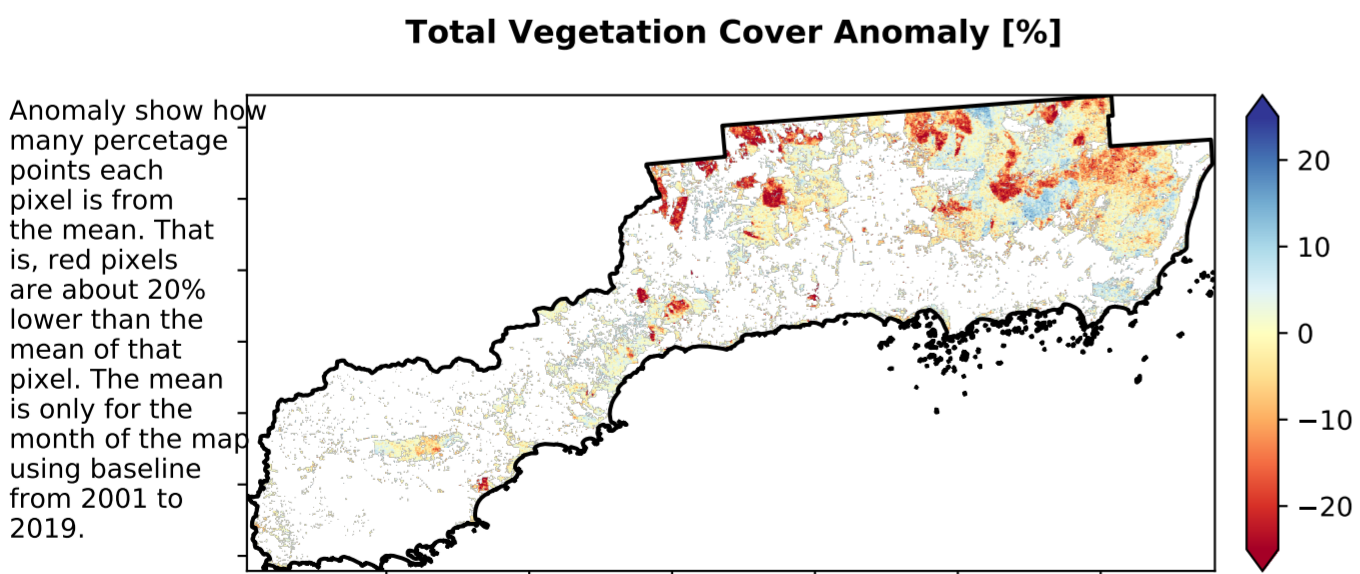 Total Vegetation Cover Anomaly [%]
Anomaly show how
many percetage
points each
pixel is from
the mean. That
is, red pixels
are about 20%
lower than the
mean of that
pixel. The mean
is only for the
month of the map
using baseline
from 2001 to
2019.
20
10
0
−10
−20